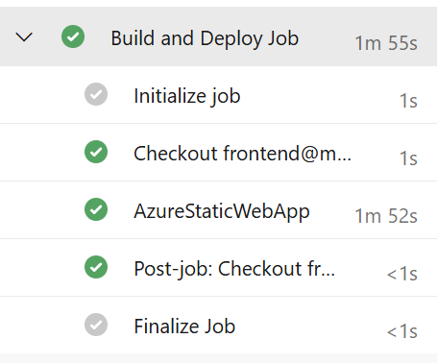 Build and Deploy Job 1m 55s
Initialize job 1s
Checkout frontend@m... 1s
AzureStaticWebApp 1m 52s
Post-job: Checkout fr... <1s
Finalize Job <1s